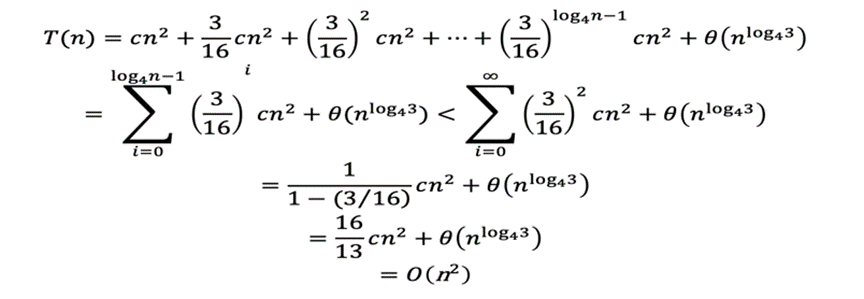 T(n) = cn² + 3/16 cn² + (3/16)² cn² + ⋯ + (3/16)^(log₄n−1) cn² + θ(n^(log₄3))
= ∑_(i=0)^(log₄n−1) (3/16)^i cn² + θ(n^(log₄3)) < ∑_(i=0)^∞ (3/16)² cn² + θ(n^(log₄3))
= 1/(1 − (3/16)) cn² + θ(n^(log₄3))
= 16/13 cn² + θ(n^(log₄3))
= O(n²)